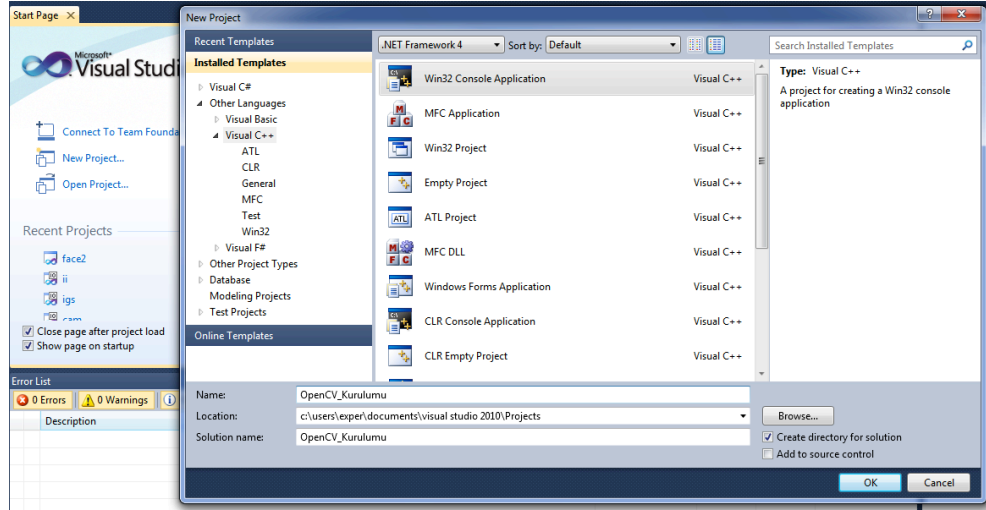 Start Page
Microsoft
Visual Studi
Connect To Team Founda
New Project...
Open Project...
Recent Projects
face2
ii
igs
cam
Close page after project load
Show page on startup
Error List
0 Errors
0 Warnings
Description
New Project
Recent Templates
Installed Templates
Visual C#
Other Languages
Visual Basic
Visual C++
ATL
CLR
General
MFC
Test
Win32
Visual F#
Other Project Types
Database
Modeling Projects
Test Projects
Online Templates
.NET Framework 4
Sort by: Default
Search Installed Templates
Win32 Console Application Visual C++
MFC Application Visual C++
Win32 Project Visual C++
Empty Project Visual C++
ATL Project Visual C++
MFC DLL Visual C++
Windows Forms Application Visual C++
CLR Console Application Visual C++
CLR Empty Project Visual C++
Type: Visual C++
A project for creating a Win32 console
application
Name: OpenCV_Kurulumu
Location: c:\users\exper\documents\visual studio 2010\Projects
Browse...
Solution name: OpenCV_Kurulumu
Create directory for solution
Add to source control
OK
Cancel